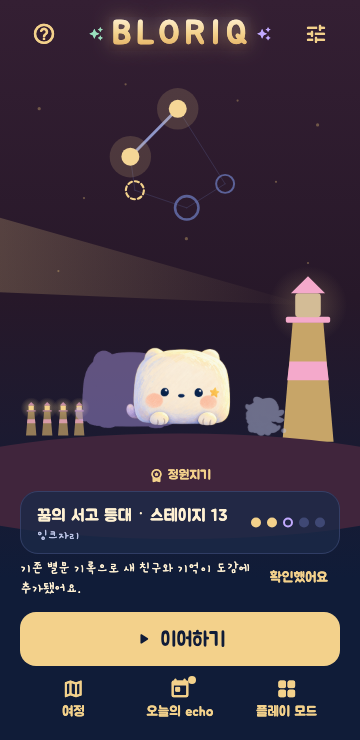 BLORIQ
정원지기
꿈의 서고 등대 · 스테이지 13
잉크자리
기존 별문 기록으로 새 친구와 기억이 도감에
추가됐어요.
확인했어요
이어하기
여정
오늘의 echo
플레이 모드